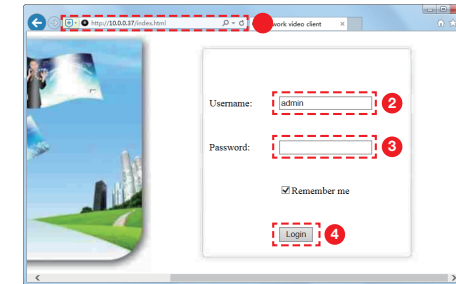 http://10.0.0.37/index.html
work video client
Username:
admin
2
Password:
3
Remember me
Login
4